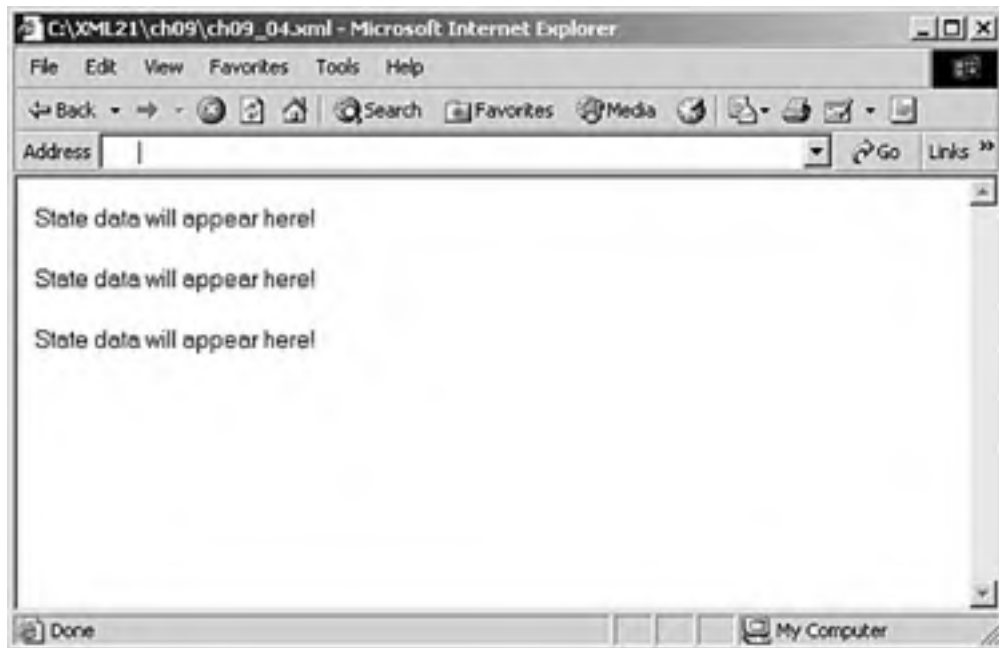 C:\XML21\ch09\ch09_04.xml - Microsoft Internet Explorer
File Edit View Favorites Tools Help
Back Search Favorites Media
Address Go Links »
State data will appear here!
State data will appear here!
State data will appear here!
Done My Computer